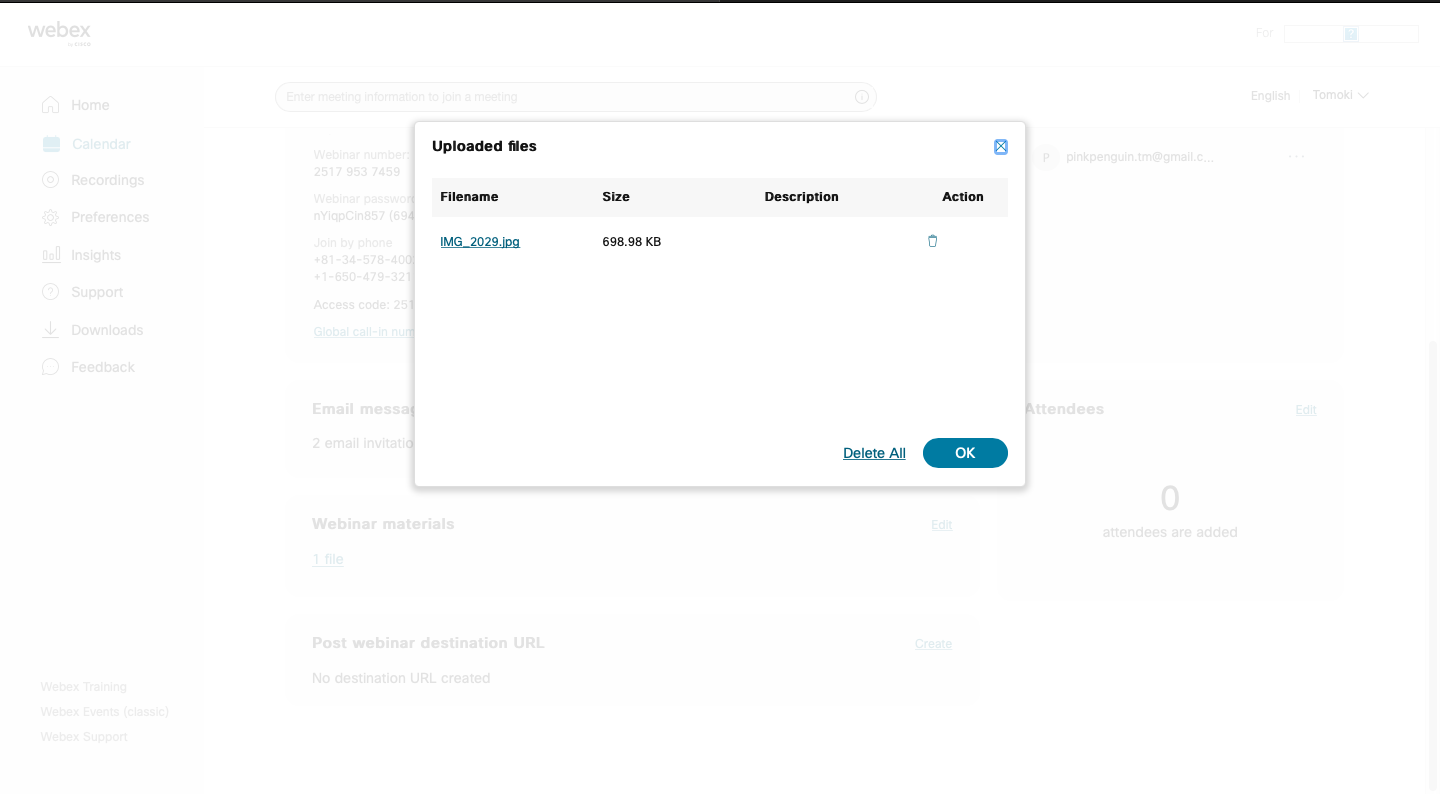 webex
For
Enter meeting information to join a meeting
English
Tomoki
Home
Calendar
Recordings
Preferences
Insights
Support
Downloads
Feedback
Webinar number:
2517 953 7459
Webinar password
Join by phone
+81-34-578-400
+1-650-479-321
Access code: 251
Global call-in num
P
pinkpenguin.tm@gmail.c...
Uploaded files
Filename Size Description Action
IMG_2029.jpg 698.98 KB
Delete All OK
Email messag
2 email invitatio
Attendees Edit
0
attendees are added
Webinar materials Edit
1 file
Post webinar destination URL Create
No destination URL created
Webex Training
Webex Events (classic)
Webex Support